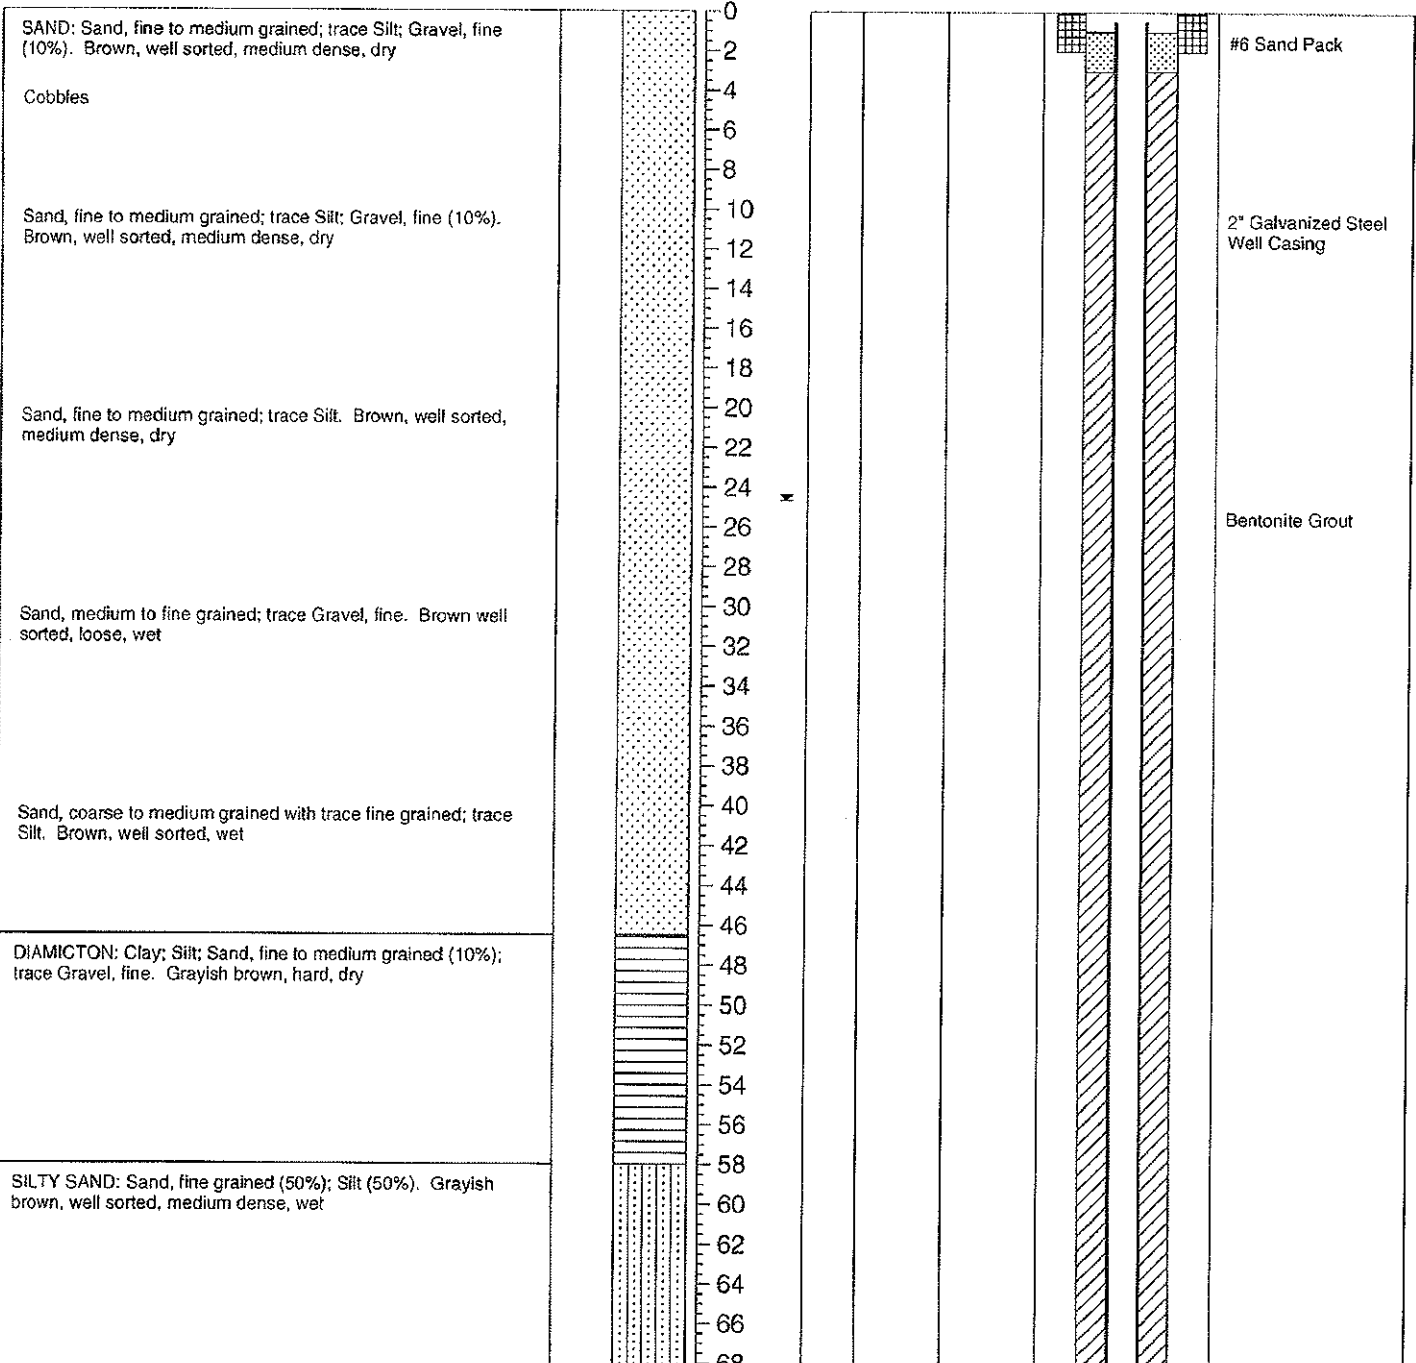 SAND: Sand, fine to medium grained; trace Silt; Gravel, fine
(10%). Brown, well sorted, medium dense, dry
Cobbles
Sand, fine to medium grained; trace Silt; Gravel, fine (10%).
Brown, well sorted, medium dense, dry
Sand, fine to medium grained; trace Silt. Brown, well sorted,
medium dense, dry
Sand, medium to fine grained; trace Gravel, fine. Brown well
sorted, loose, wet
Sand, coarse to medium grained with trace fine grained; trace
Silt. Brown, well sorted, wet
DIAMICTON: Clay; Silt; Sand, fine to medium grained (10%);
trace Gravel, fine. Grayish brown, hard, dry
SILTY SAND: Sand, fine grained (50%); Silt (50%). Grayish
brown, well sorted, medium dense, wet
0
2
4
6
8
10
12
14
16
18
20
22
24
26
28
30
32
34
36
38
40
42
44
46
48
50
52
54
56
58
60
62
64
66
68
#6 Sand Pack
2" Galvanized Steel
Well Casing
Bentonite Grout